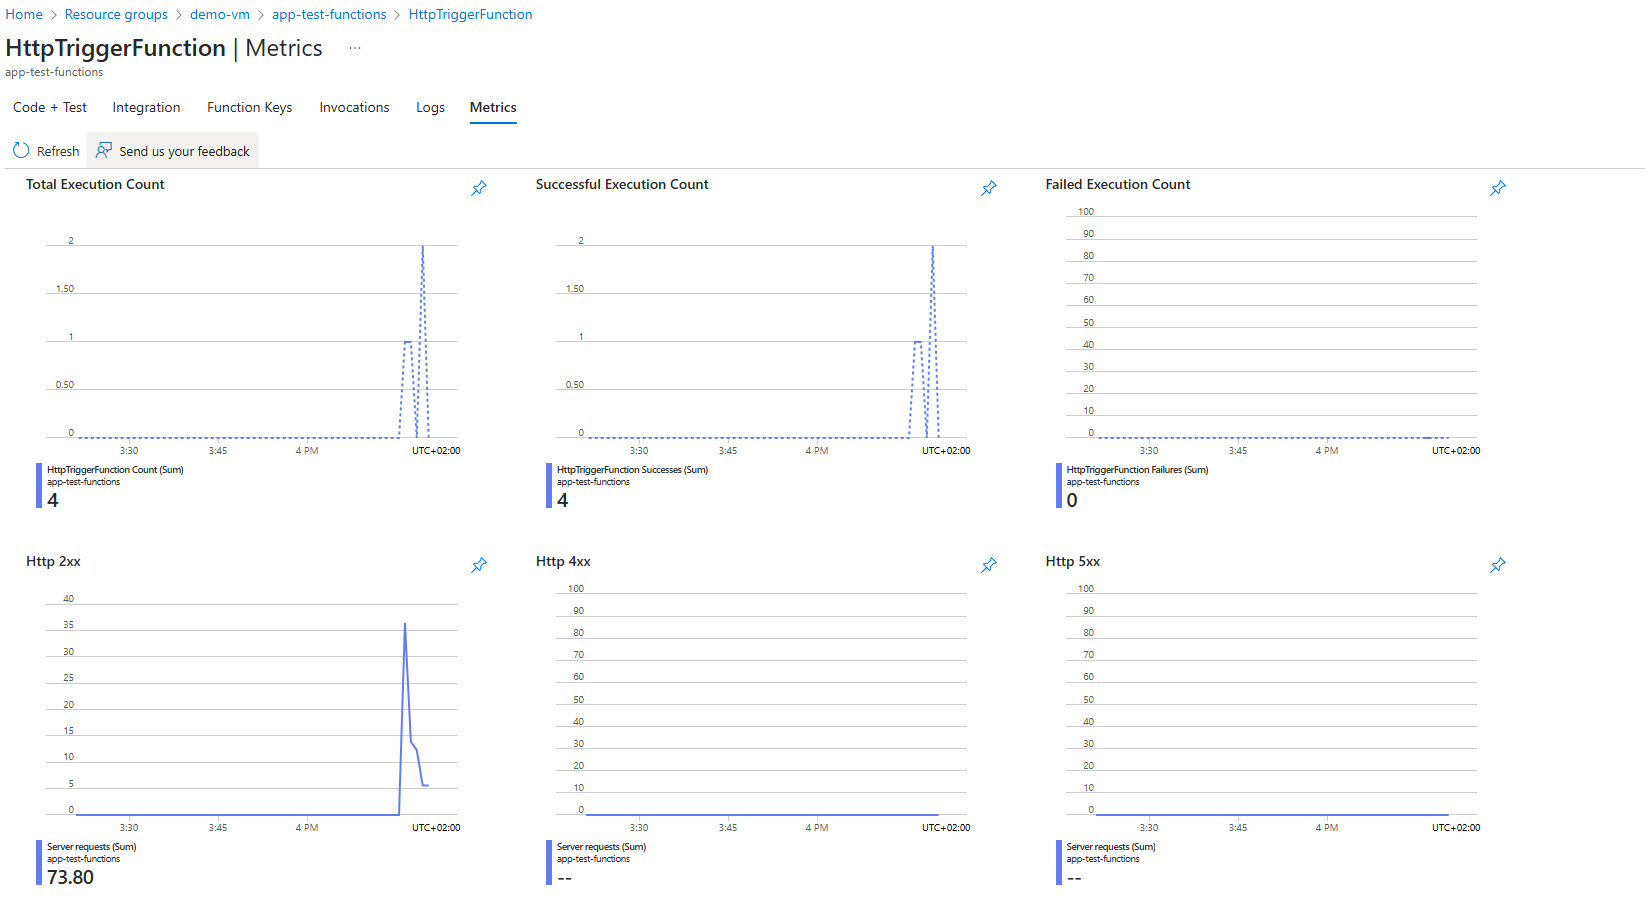 Home > Resource groups > demo-vm > app-test-functions > HttpTriggerFunction
HttpTriggerFunction | Metrics ...
app-test-functions
Code + Test Integration Function Keys Invocations Logs Metrics
Refresh Send us your feedback
Total Execution Count
2
1.50
1
0.50
0
3:30 3:45 4 PM UTC+02:00
HttpTriggerFunction Count (Sum)
app-test-functions
4
Successful Execution Count
2
1.50
1
0.50
0
3:30 3:45 4 PM UTC+02:00
HttpTriggerFunction Successes (Sum)
app-test-functions
4
Failed Execution Count
100
90
80
70
60
50
40
30
20
10
0
3:30 3:45 4 PM UTC+02:00
HttpTriggerFunction Failures (Sum)
app-test-functions
0
Http 2xx
40
35
30
25
20
15
10
5
0
3:30 3:45 4 PM UTC+02:00
Server requests (Sum)
app-test-functions
73.80
Http 4xx
100
90
80
70
60
50
40
30
20
10
0
3:30 3:45 4 PM UTC+02:00
Server requests (Sum)
app-test-functions
--
Http 5xx
100
90
80
70
60
50
40
30
20
10
0
3:30 3:45 4 PM UTC+02:00
Server requests (Sum)
app-test-functions
--